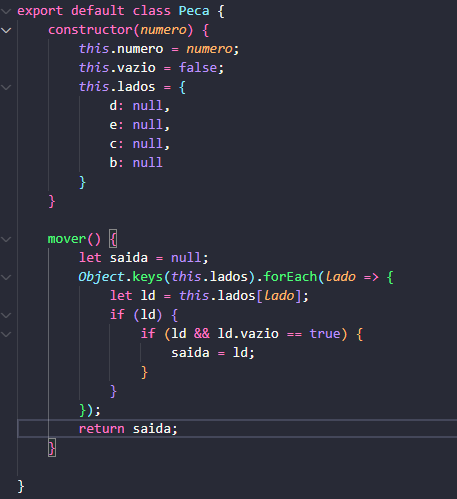 export default class Peca {
    constructor(numero) {
        this.numero = numero;
        this.vazio = false;
        this.lados = {
            d: null,
            e: null,
            c: null,
            b: null
        }
    }

    mover() {
        let saida = null;
        Object.keys(this.lados).forEach(lado => {
            let ld = this.lados[lado];
            if (ld) {
                if (ld && ld.vazio == true) {
                    saida = ld;
                }
            }
        });
        return saida;
    }

}